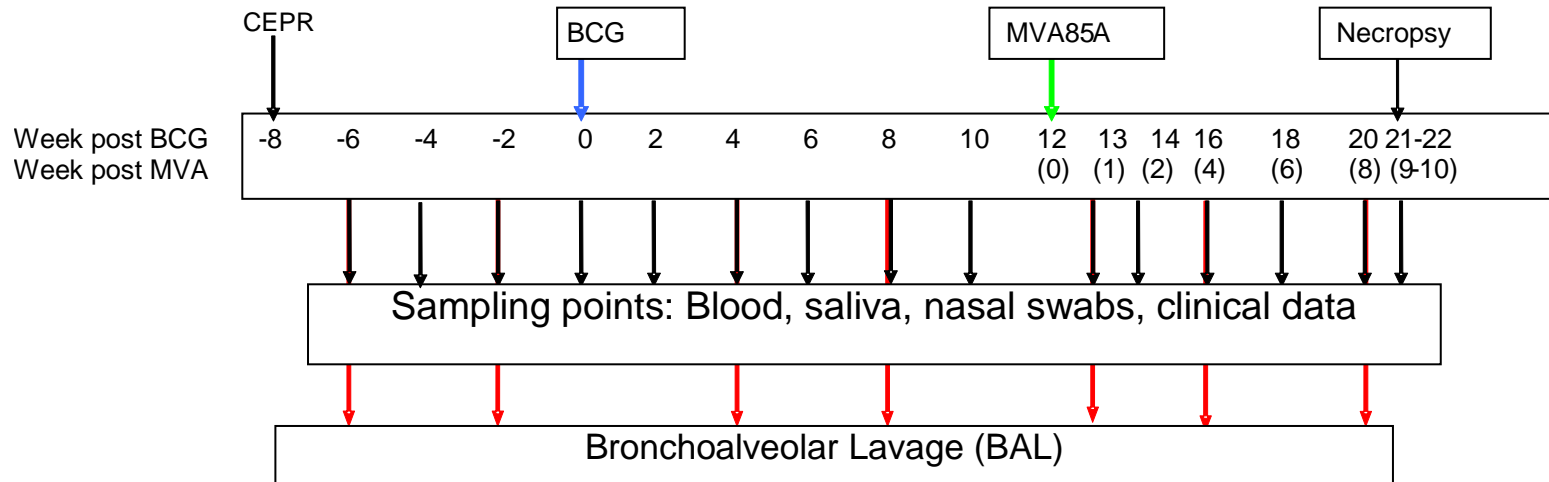 CEPR
BCG
MVA85A
Necropsy
Week post BCG -8 -6 -4 -2 0 2 4 6 8 10 12 13 14 16 18 20 21-22
Week post MVA (0) (1) (2) (4) (6) (8) (9-10)
Sampling points: Blood, saliva, nasal swabs, clinical data
Bronchoalveolar Lavage (BAL)